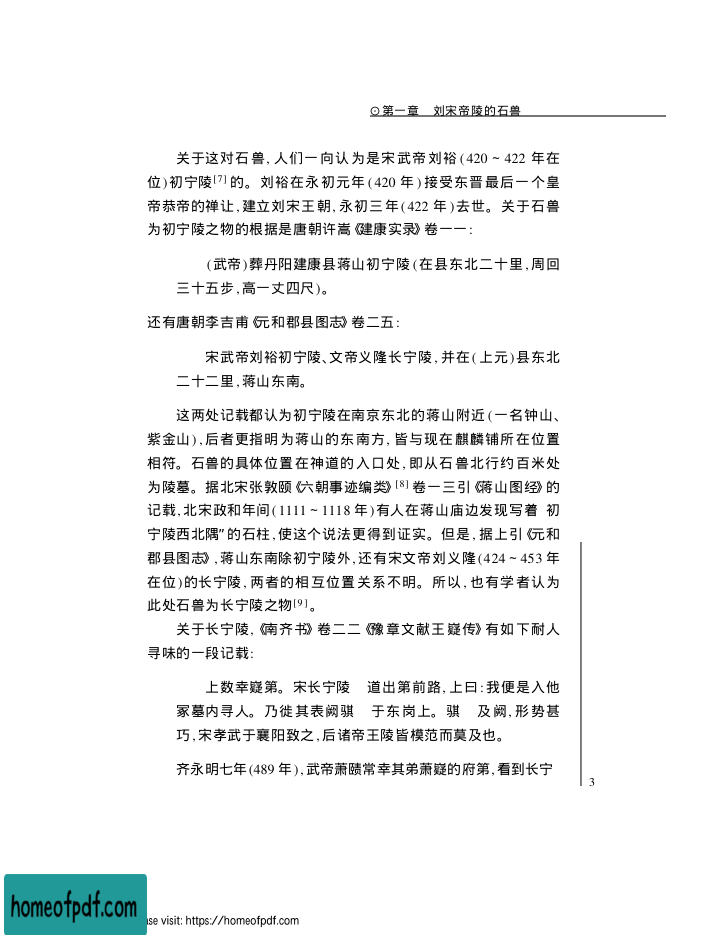 ⊙第一章 刘宋帝陵的石兽
关于这对石兽,人们一向认为是宋武帝刘裕(420~422 年在
位)初宁陵[7]的。刘裕在永初元年(420 年)接受东晋最后一个皇
帝恭帝的禅让,建立刘宋王朝,永初三年(422 年)去世。关于石兽
为初宁陵之物的根据是唐朝许嵩《建康实录》卷一一:
(武帝)葬丹阳建康县蒋山初宁陵(在县东北二十里,周回
三十五步,高一丈四尺)。
还有唐朝李吉甫《元和郡县图志》卷二五:
宋武帝刘裕初宁陵、文帝义隆长宁陵,并在(上元)县东北
二十二里,蒋山东南。
这两处记载都认为初宁陵在南京东北的蒋山附近(一名钟山、
紫金山),后者更指明为蒋山的东南方,皆与现在麒麟铺所在位置
相符。石兽的具体位置在神道的入口处,即从石兽北行约百米处
为陵墓。据北宋张敦颐《六朝事迹编类》[8]卷一三引《蒋山图经》的
记载,北宋政和年间(1111~1118 年)有人在蒋山庙边发现写着 初
宁陵西北隅”的石柱,使这个说法更得到证实。但是,据上引《元和
郡县图志》,蒋山东南除初宁陵外,还有宋文帝刘义隆(424~453 年
在位)的长宁陵,两者的相互位置关系不明。所以,也有学者认为
此处石兽为长宁陵之物[9]。
关于长宁陵,《南齐书》卷二二《豫章文献王嶷传》有如下耐人
寻味的一段记载:
上数幸嶷第。宋长宁陵 道出第前路,上曰:我便是入他
冢墓内寻人。乃徙其表阙骐 于东岗上。骐 及阙,形势甚
巧,宋孝武于襄阳致之,后诸帝王陵皆模范而莫及也。
齐永明七年(489 年),武帝萧赜常幸其弟萧嶷的府第,看到长宁
3
homeofpdf.com
se visit: https://homeofpdf.com